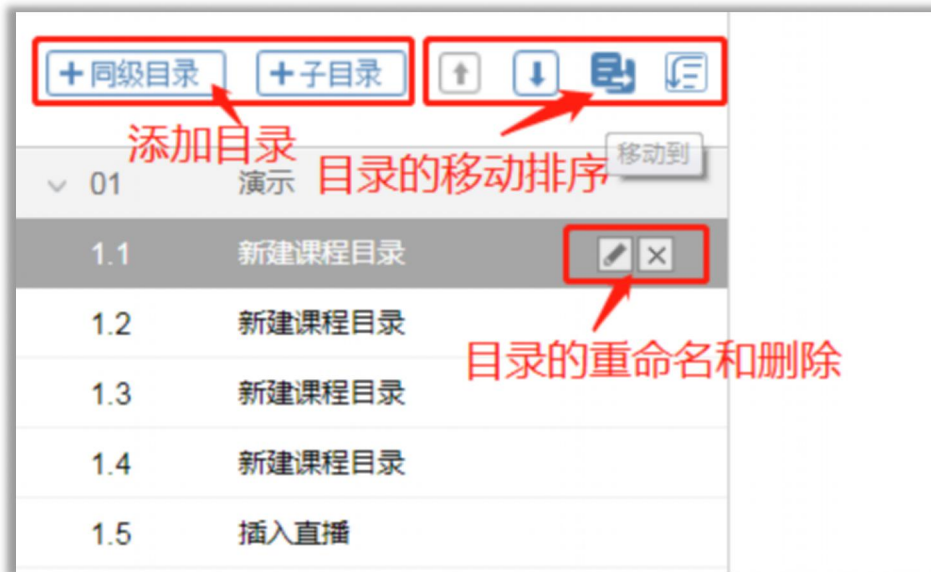 +同级目录 +子目录
添加目录
目录的移动排序
移动到
01 演示
1.1 新建课程目录
目录的重命名和删除
1.2 新建课程目录
1.3 新建课程目录
1.4 新建课程目录
1.5 插入直播